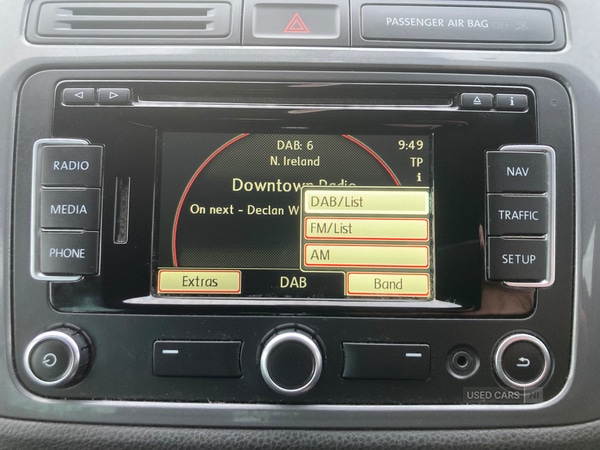 PASSENGER AIR BAG
i
RADIO
MEDIA
PHONE
NAV
TRAFFIC
SETUP
DAB: 6
9:49
N. Ireland
TP
i
Downtown Radio
On next - Declan W
DAB/List
FM/List
AM
Extras
DAB
Band
USED CARS NI